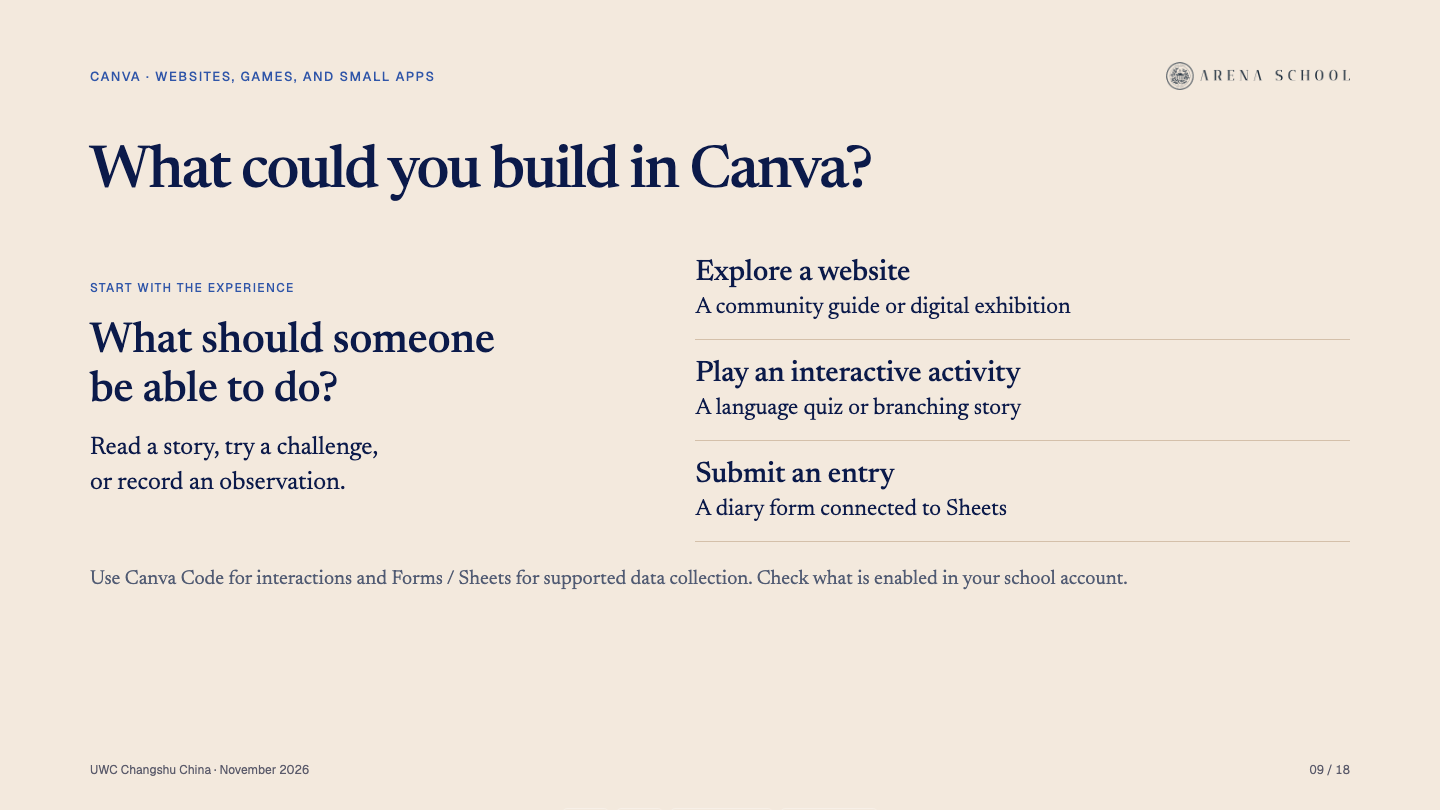 CANVA · WEBSITES, GAMES, AND SMALL APPS
ARENA SCHOOL
What could you build in Canva?
START WITH THE EXPERIENCE
What should someone
be able to do?
Read a story, try a challenge,
or record an observation.
Explore a website
A community guide or digital exhibition
Play an interactive activity
A language quiz or branching story
Submit an entry
A diary form connected to Sheets
Use Canva Code for interactions and Forms / Sheets for supported data collection. Check what is enabled in your school account.
UWC Changshu China · November 2026
09 / 18